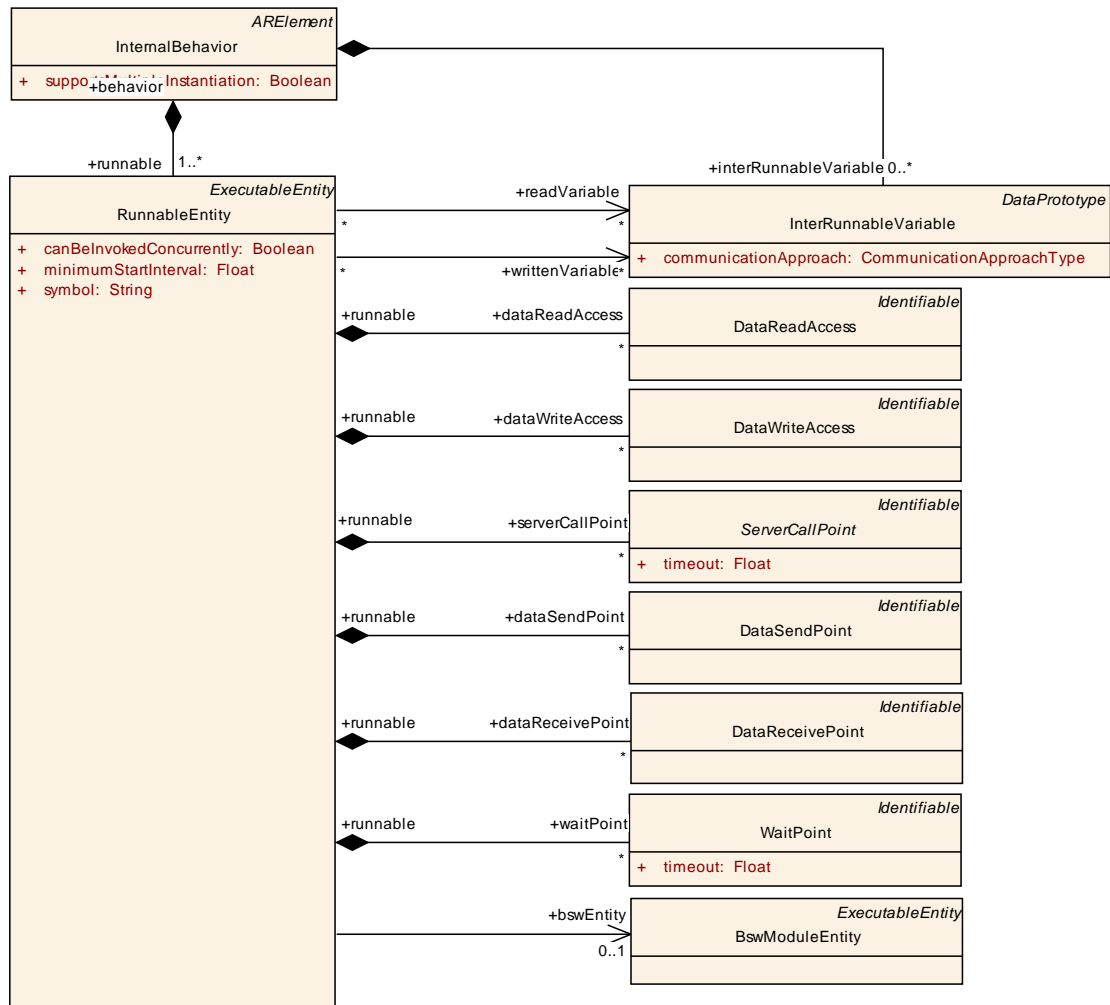 ARElement
InternalBehavior
+ supportsMultipleInstantiation: Boolean
+behavior
+runnable 1..*
+interRunnableVariable 0..*
ExecutableEntity
RunnableEntity
+ canBeInvokedConcurrently: Boolean
+ minimumStartInterval: Float
+ symbol: String
+readVariable
* *
+writtenVariable
* *
DataPrototype
InterRunnableVariable
+ communicationApproach: CommunicationApproachType
+runnable +dataReadAccess
*
Identifiable
DataReadAccess
+runnable +dataWriteAccess
*
Identifiable
DataWriteAccess
+runnable +serverCallPoint
*
Identifiable
ServerCallPoint
+ timeout: Float
+runnable +dataSendPoint
*
Identifiable
DataSendPoint
+runnable +dataReceivePoint
*
Identifiable
DataReceivePoint
+runnable +waitPoint
*
Identifiable
WaitPoint
+ timeout: Float
+bswEntity
0..1
ExecutableEntity
BswModuleEntity